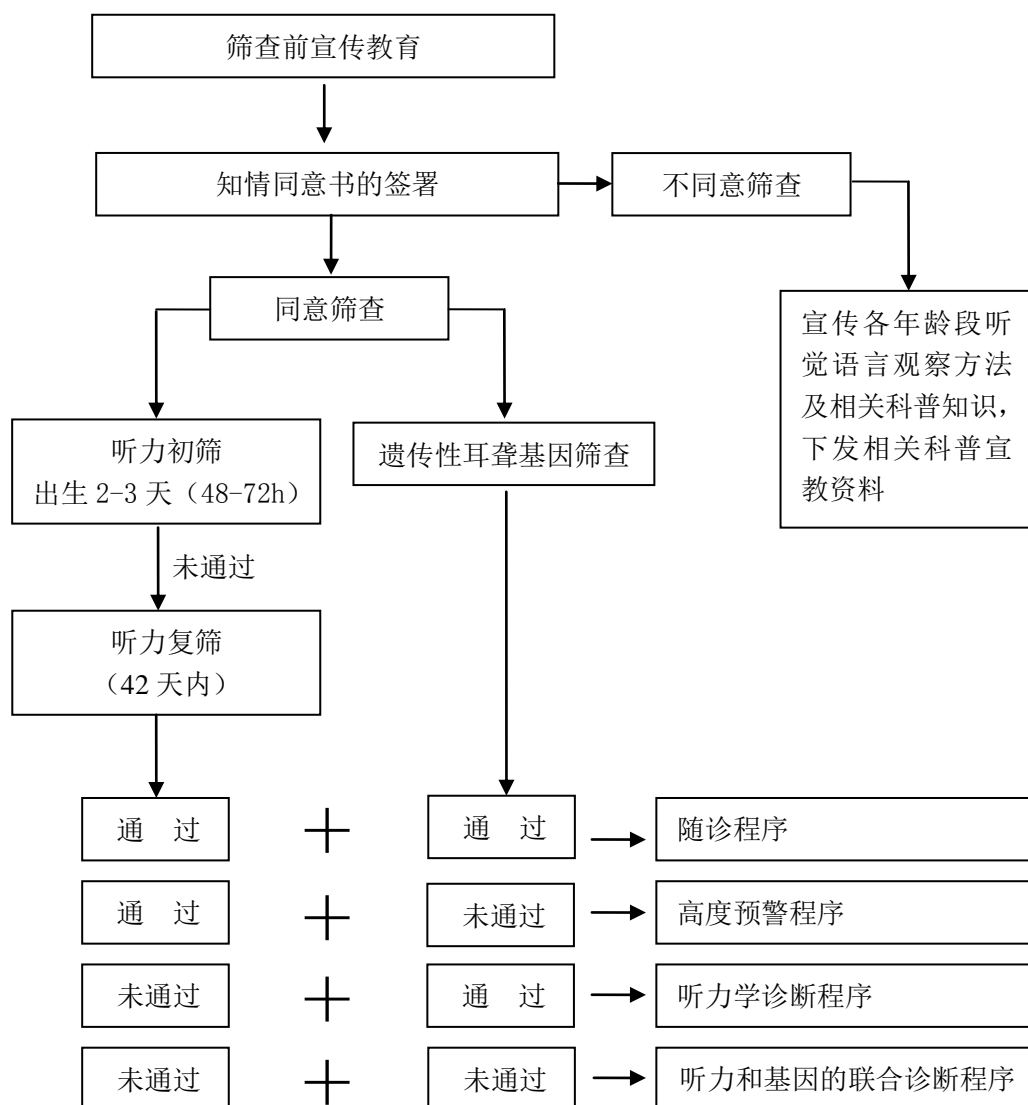 筛查前宣传教育
知情同意书的签署
不同意筛查
同意筛查
宣传各年龄段听
觉语言观察方法
及相关科普知识，
下发相关科普宣
教资料
听力初筛
出生 2-3 天（48-72h）
遗传性耳聋基因筛查
未通过
听力复筛
（42 天内）
通 过 + 通 过 随诊程序
通 过 + 未通过 高度预警程序
未通过 + 通 过 听力学诊断程序
未通过 + 未通过 听力和基因的联合诊断程序